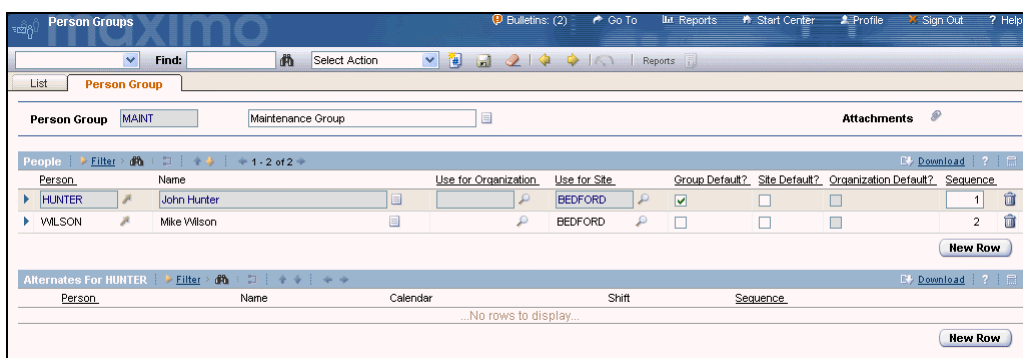 Person Groups Bulletins: (2) Go To Reports Start Center Profile Sign Out ? Help
maximo
Find: Select Action Reports
List Person Group
Person Group MAINT Maintenance Group Attachments
People Filter 1 - 2 of 2 Download ?
Person Name Use for Organization Use for Site Group Default? Site Default? Organization Default? Sequence
HUNTER John Hunter BEDFORD 1
WILSON Mike Wilson BEDFORD 2
New Row
Alternates For HUNTER Filter Download ?
Person Name Calendar Shift Sequence
...No rows to display...
New Row